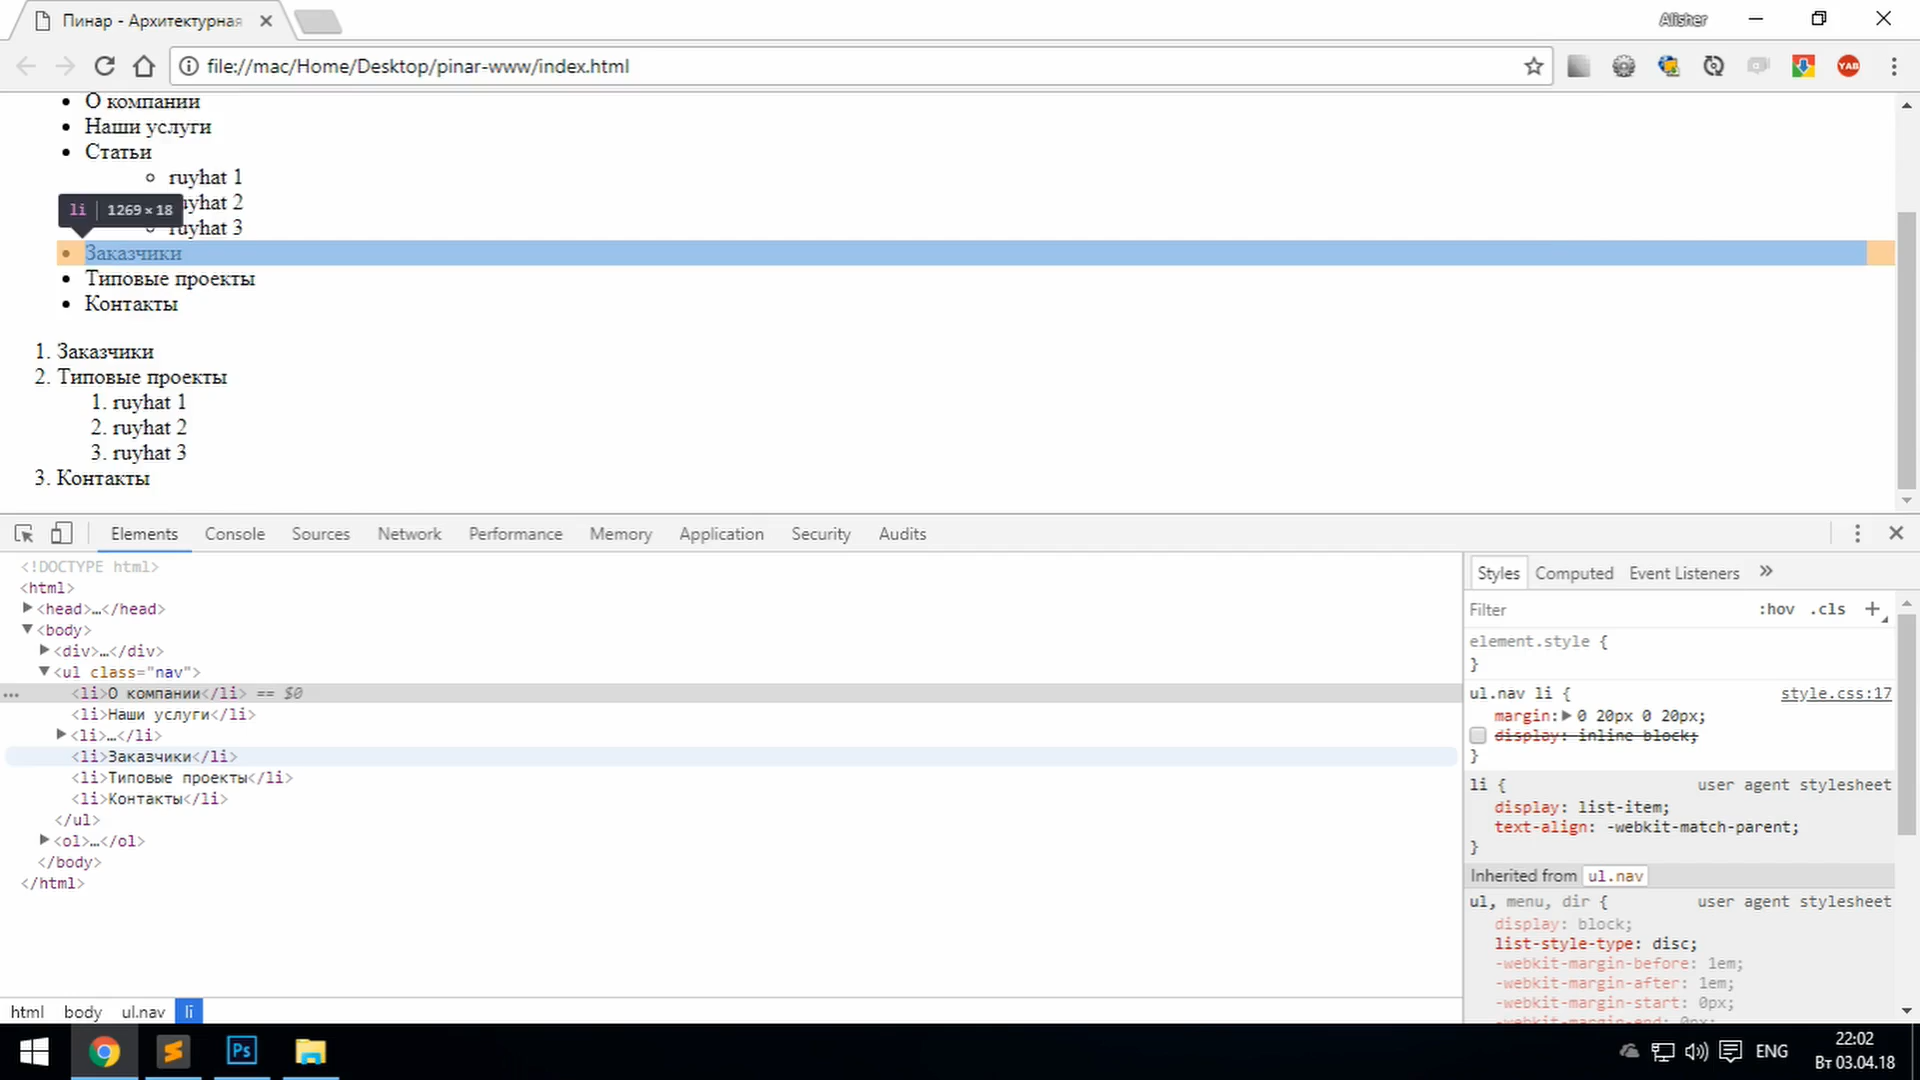 Пинар - Архитектурная
Alisher
file://mac/Home/Desktop/pinar-www/index.html
YAB
О компании
Наши услуги
Статьи
ruyhat 1
ruyhat 2
ruyhat 3
li 1269 × 18
Заказчики
Типовые проекты
Контакты
1. Заказчики
2. Типовые проекты
1. ruyhat 1
2. ruyhat 2
3. ruyhat 3
3. Контакты
Elements Console Sources Network Performance Memory Application Security Audits
<!DOCTYPE html>
<html>
<head>…</head>
<body>
<div>…</div>
<ul class="nav">
<li>О компании</li> == $0
<li>Наши услуги</li>
<li>…</li>
<li>Заказчики</li>
<li>Типовые проекты</li>
<li>Контакты</li>
</ul>
<ol>…</ol>
</body>
</html>
html body ul.nav li
Styles Computed Event Listeners »
Filter :hov .cls +
element.style {
}
ul.nav li { style.css:17
margin: 0 20px 0 20px;
display: inline block;
}
li { user agent stylesheet
display: list-item;
text-align: -webkit-match-parent;
}
Inherited from ul.nav
ul, menu, dir { user agent stylesheet
display: block;
list-style-type: disc;
-webkit-margin-before: 1em;
-webkit-margin-after: 1em;
-webkit-margin-start: 0px;
-webkit-margin-end: 0px;
Ps
ENG
22:02
Вт 03.04.18